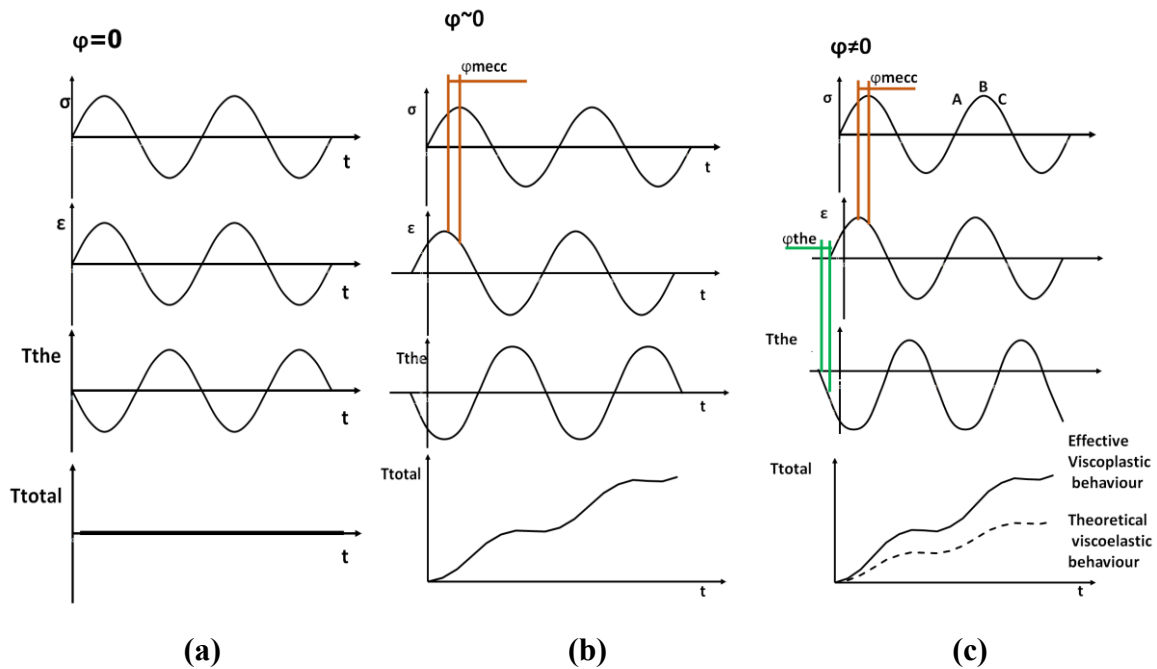 φ=0
σ
t
ε
t
Tthe
t
Ttotal
t
(a)
φ~0
φmecc
σ
t
ε
t
Tthe
t
Ttotal
t
(b)
φ≠0
φmecc
σ
A
B
C
t
ε
φthe
Tthe
Ttotal
Effective
Viscoplastic
behaviour
Theoretical
viscoelastic
behaviour
t
(c)